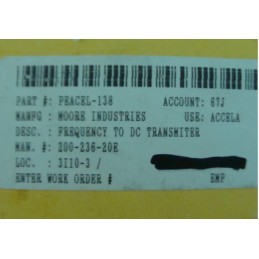 PART #: PEACEL-138 ACCOUNT: 67J
MANFG : MOORE INDUSTRIES USE: ACCELA
DESC. : FREQUENCY TO DC TRANSMITER
MAN. #: 200-236-20E
LOC. : 3I10-3 /
ENTER WORK ORDER # EMP